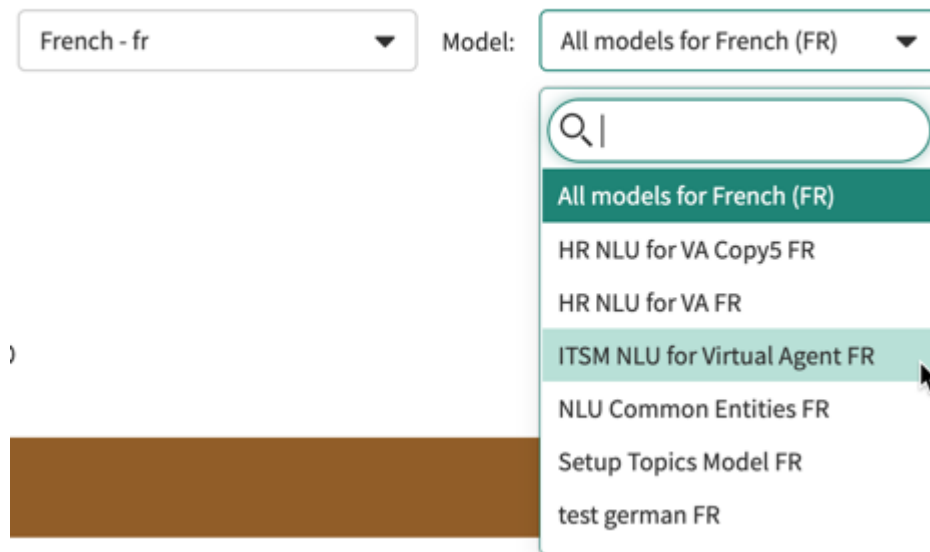 French - fr
Model:
All models for French (FR)
All models for French (FR)
HR NLU for VA Copy5 FR
HR NLU for VA FR
ITSM NLU for Virtual Agent FR
NLU Common Entities FR
Setup Topics Model FR
test german FR